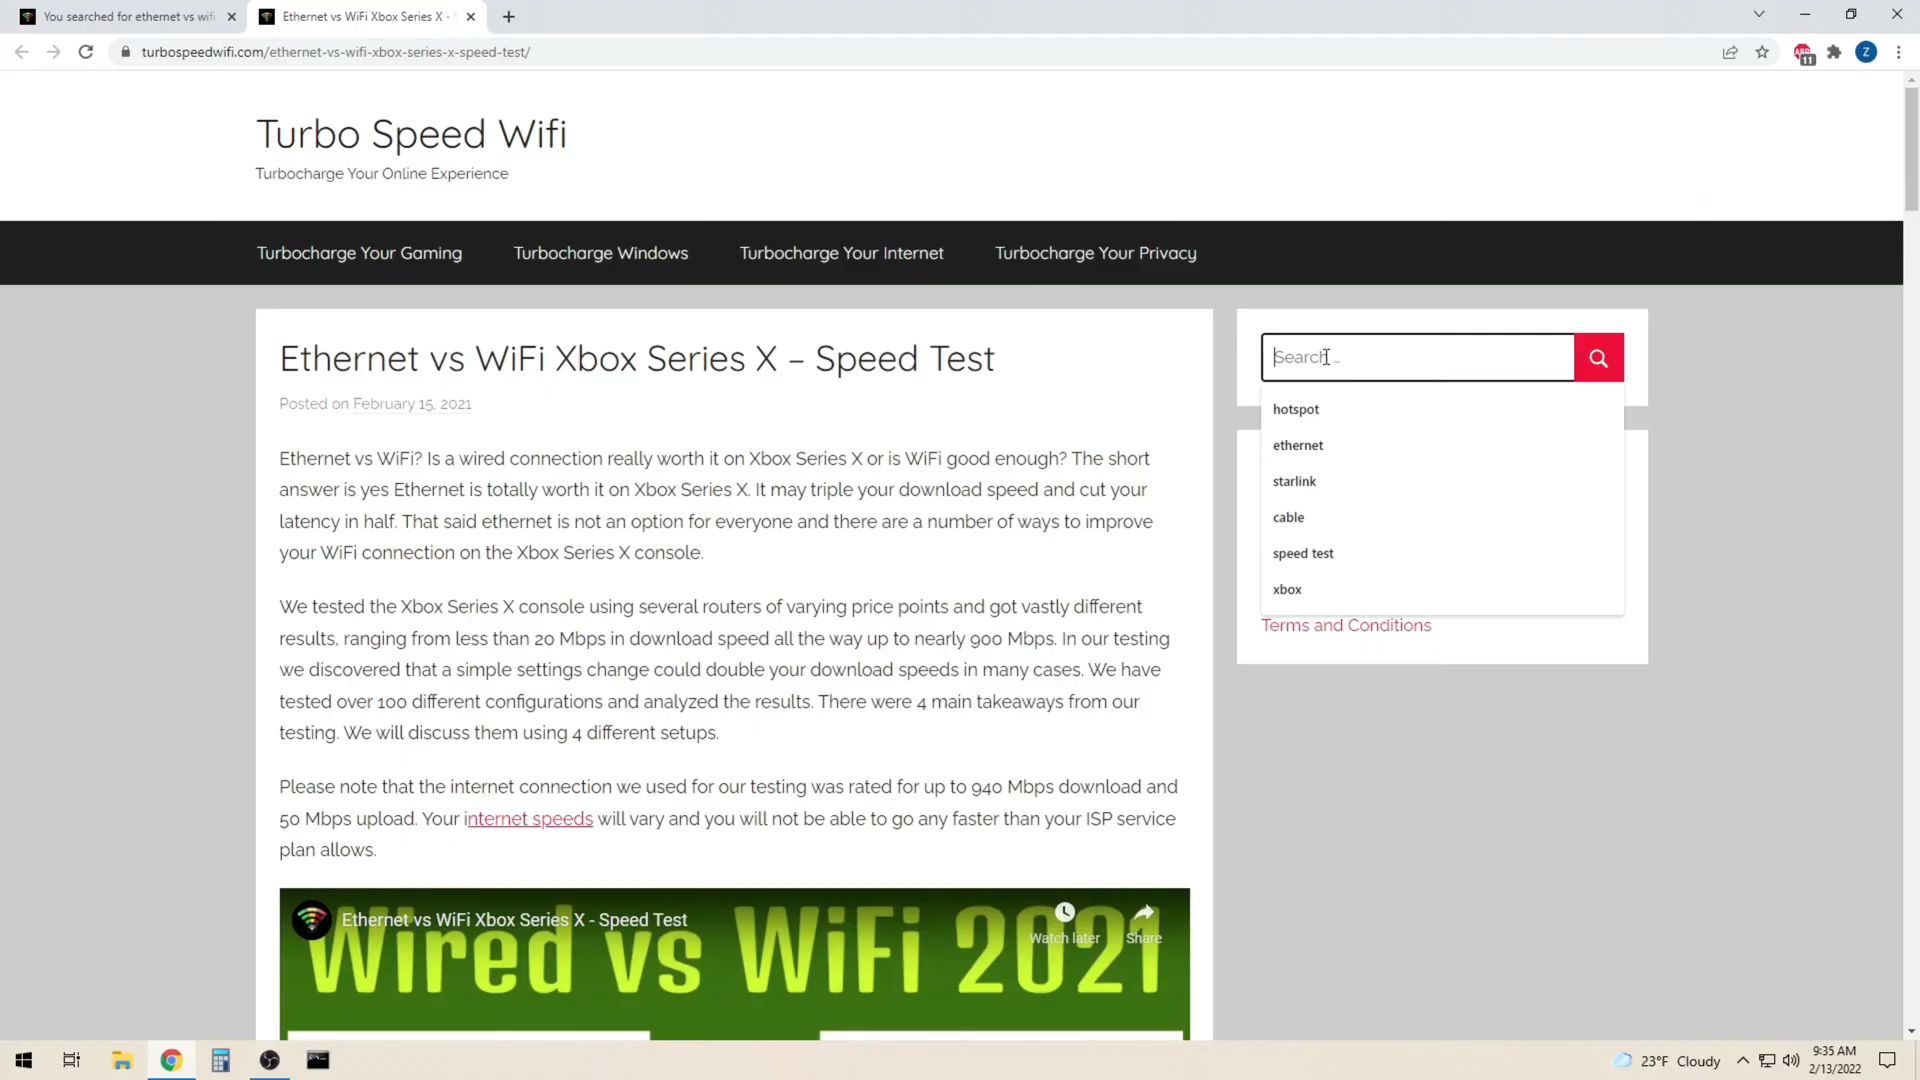 You searched for ethernet vs wifi
Ethernet vs WiFi Xbox Series X -
turbospeedwifi.com/ethernet-vs-wifi-xbox-series-x-speed-test/
ABP
11
Z
Turbo Speed Wifi
Turbocharge Your Online Experience
Turbocharge Your Gaming
Turbocharge Windows
Turbocharge Your Internet
Turbocharge Your Privacy
Ethernet vs WiFi Xbox Series X – Speed Test
Posted on February 15, 2021
Ethernet vs WiFi? Is a wired connection really worth it on Xbox Series X or is WiFi good enough? The short
answer is yes Ethernet is totally worth it on Xbox Series X. It may triple your download speed and cut your
latency in half. That said ethernet is not an option for everyone and there are a number of ways to improve
your WiFi connection on the Xbox Series X console.
We tested the Xbox Series X console using several routers of varying price points and got vastly different
results, ranging from less than 20 Mbps in download speed all the way up to nearly 900 Mbps. In our testing
we discovered that a simple settings change could double your download speeds in many cases. We have
tested over 100 different configurations and analyzed the results. There were 4 main takeaways from our
testing. We will discuss them using 4 different setups.
Please note that the internet connection we used for our testing was rated for up to 940 Mbps download and
50 Mbps upload. Your internet speeds will vary and you will not be able to go any faster than your ISP service
plan allows.
Ethernet vs WiFi Xbox Series X - Speed Test
Watch later
Share
Wired vs WiFi 2021
Search …
hotspot
ethernet
starlink
cable
speed test
xbox
Terms and Conditions
23°F Cloudy
9:35 AM
2/13/2022